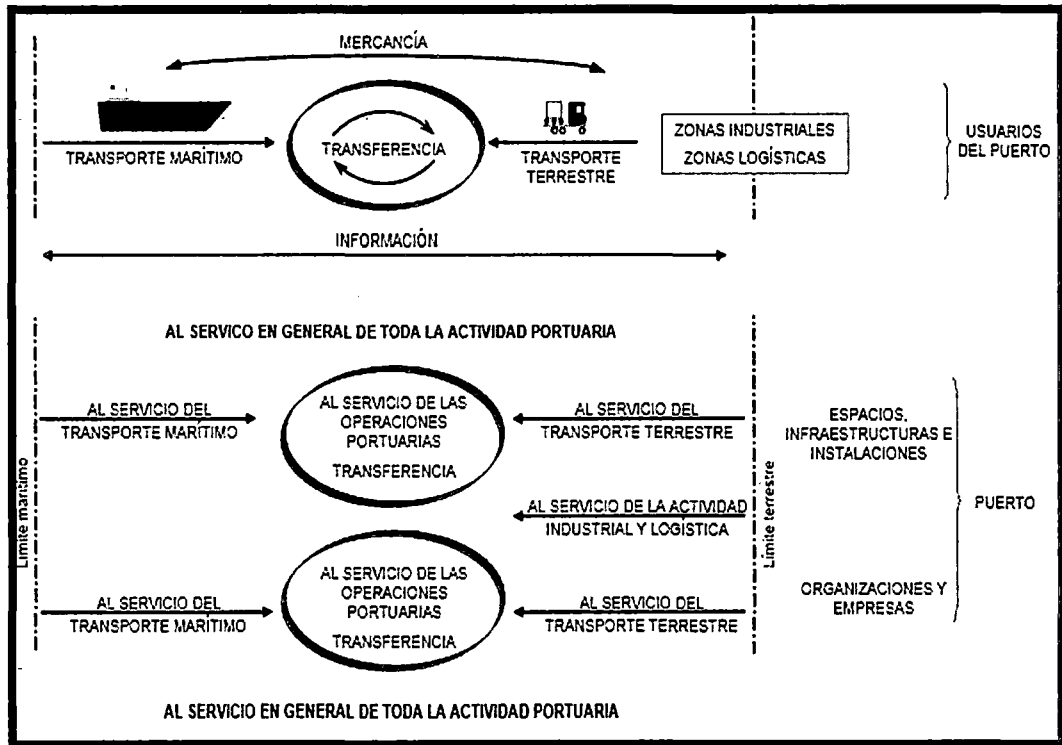 MERCANCÍA
TRANSPORTE MARÍTIMO
TRANSFERENCIA
TRANSPORTE
TERRESTRE
ZONAS INDUSTRIALES
ZONAS LOGÍSTICAS
USUARIOS
DEL PUERTO
INFORMACIÓN
AL SERVICO EN GENERAL DE TODA LA ACTIVIDAD PORTUARIA
AL SERVICIO DEL
TRANSPORTE MARÍTIMO
AL SERVICIO DE LAS
OPERACIONES
PORTUARIAS
TRANSFERENCIA
AL SERVICIO DEL
TRANSPORTE TERRESTRE
ESPACIOS,
INFRAESTRUCTURAS E
INSTALACIONES
Límite marítimo
AL SERVICIO DE LA ACTIVIDAD
INDUSTRIAL Y LOGÍSTICA
Límite terrestre
PUERTO
AL SERVICIO DEL
TRANSPORTE MARÍTIMO
AL SERVICIO DE LAS
OPERACIONES
PORTUARIAS
TRANSFERENCIA
AL SERVICIO DEL
TRANSPORTE TERRESTRE
ORGANIZACIONES Y
EMPRESAS
AL SERVICIO EN GENERAL DE TODA LA ACTIVIDAD PORTUARIA